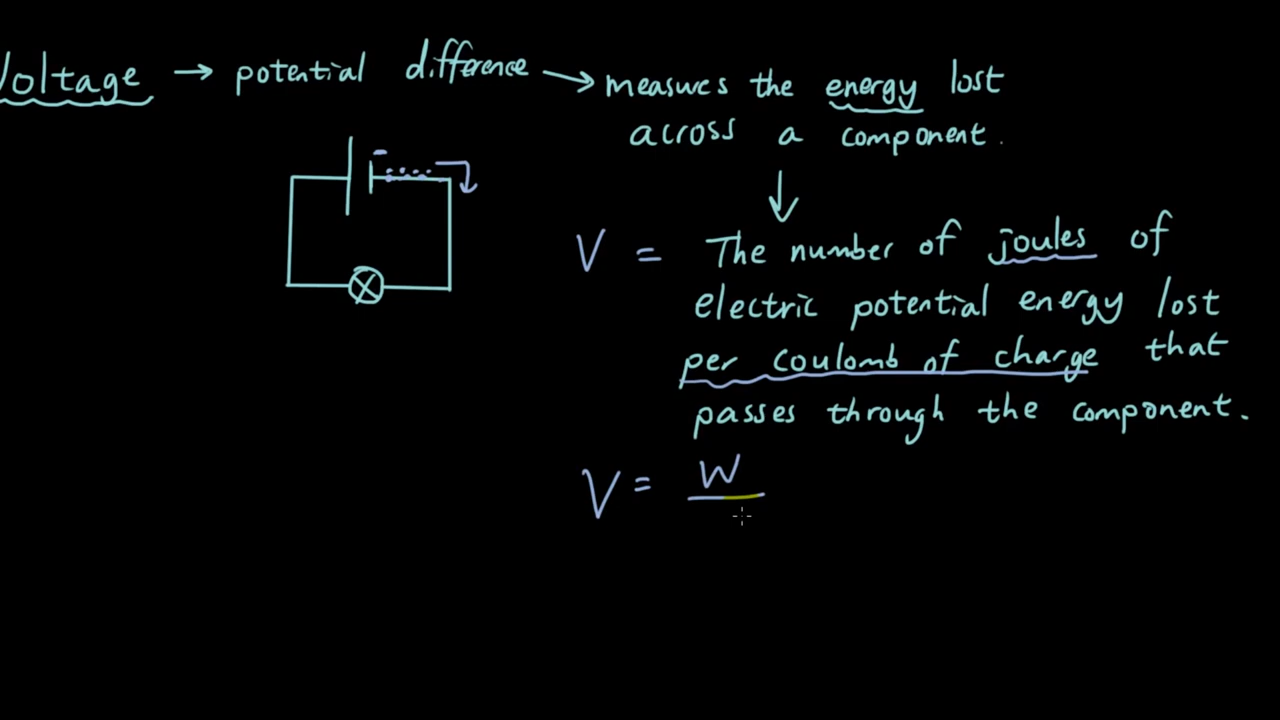 Voltage → potential difference → measures the energy lost
across a component.
V = The number of joules of
electric potential energy lost
per coulomb of charge that
passes through the component.
V = W